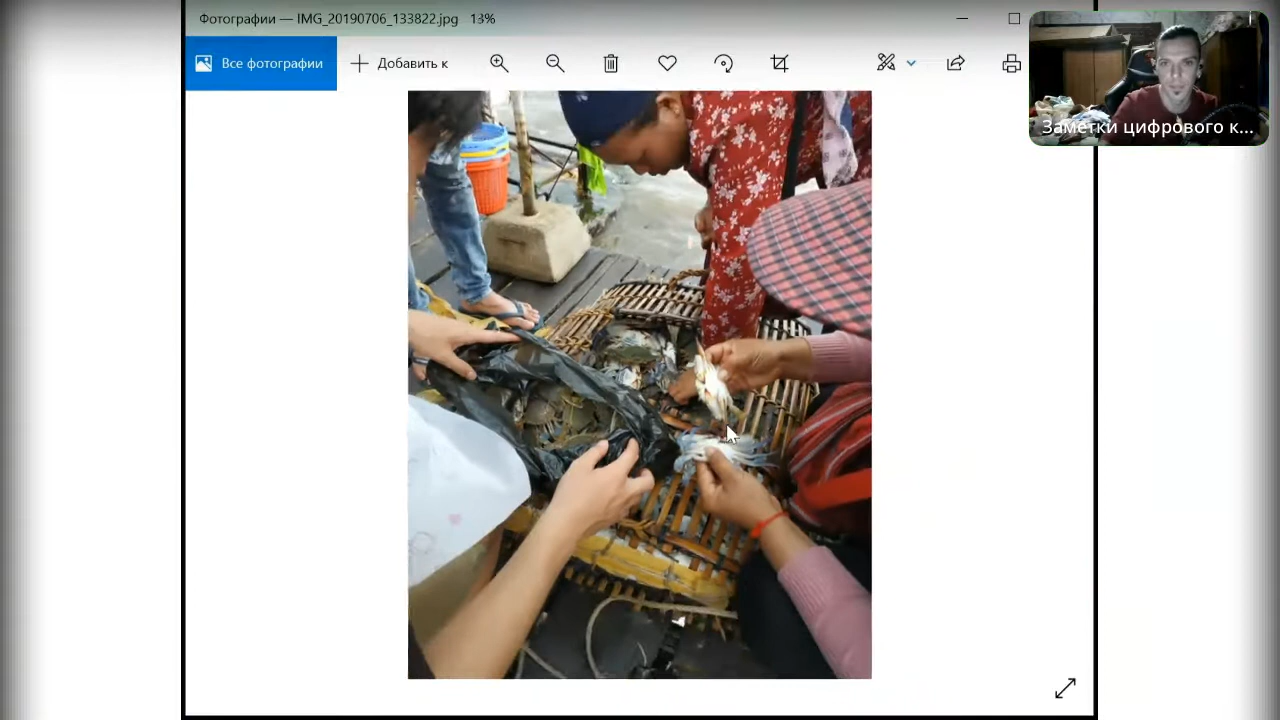 Фотографии — IMG_20190706_133822.jpg 13%
Все фотографии
Добавить к
Заметки цифрового к...